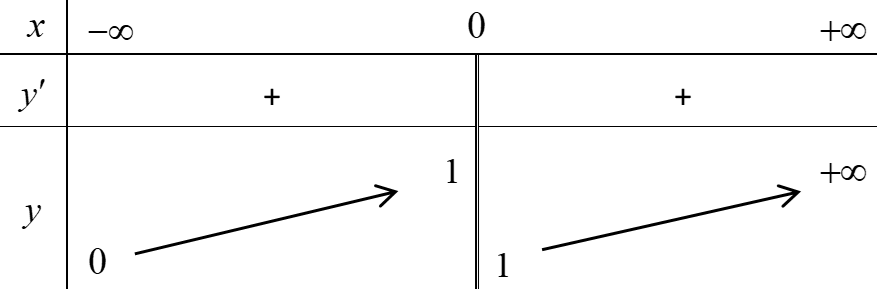 x −∞ 0 +∞
y′ + +
1 +∞
y
0 1